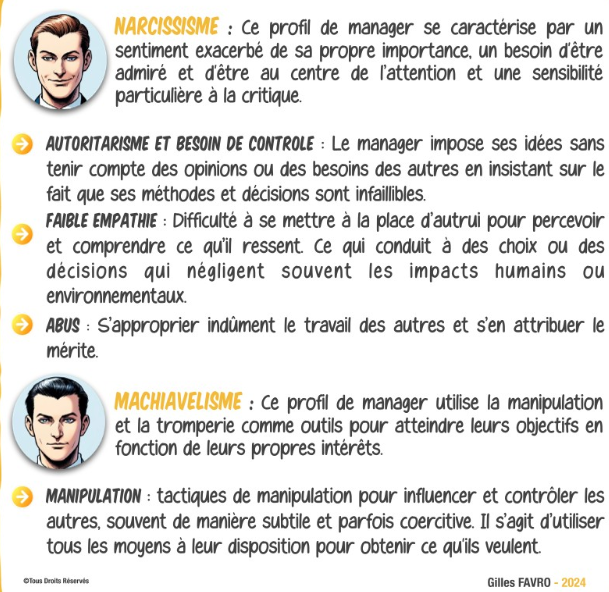 NARCISSISME : Ce profil de manager se caractérise par un
sentiment exacerbé de sa propre importance, un besoin d'être
admiré et d'être au centre de l'attention et une sensibilité
particulière à la critique.
AUTORITARISME ET BESOIN DE CONTROLE : Le manager impose ses idées sans
tenir compte des opinions ou des besoins des autres en insistant sur le
fait que ses méthodes et décisions sont infaillibles.
FAIBLE EMPATHIE : Difficulté à se mettre à la place d'autrui pour percevoir
et comprendre ce qu'il ressent. Ce qui conduit à des choix ou des
décisions qui négligent souvent les impacts humains ou
environnementaux.
ABUS : S'approprier indûment le travail des autres et s'en attribuer le
mérite.
MACHIAVELISME : Ce profil de manager utilise la manipulation
et la tromperie comme outils pour atteindre leurs objectifs en
fonction de leurs propres intérêts.
MANIPULATION : tactiques de manipulation pour influencer et contrôler les
autres, souvent de manière subtile et parfois coercitive. Il s'agit d'utiliser
tous les moyens à leur disposition pour obtenir ce qu'ils veulent.
©Tous Droits Réservés
Gilles FAVRO - 2024